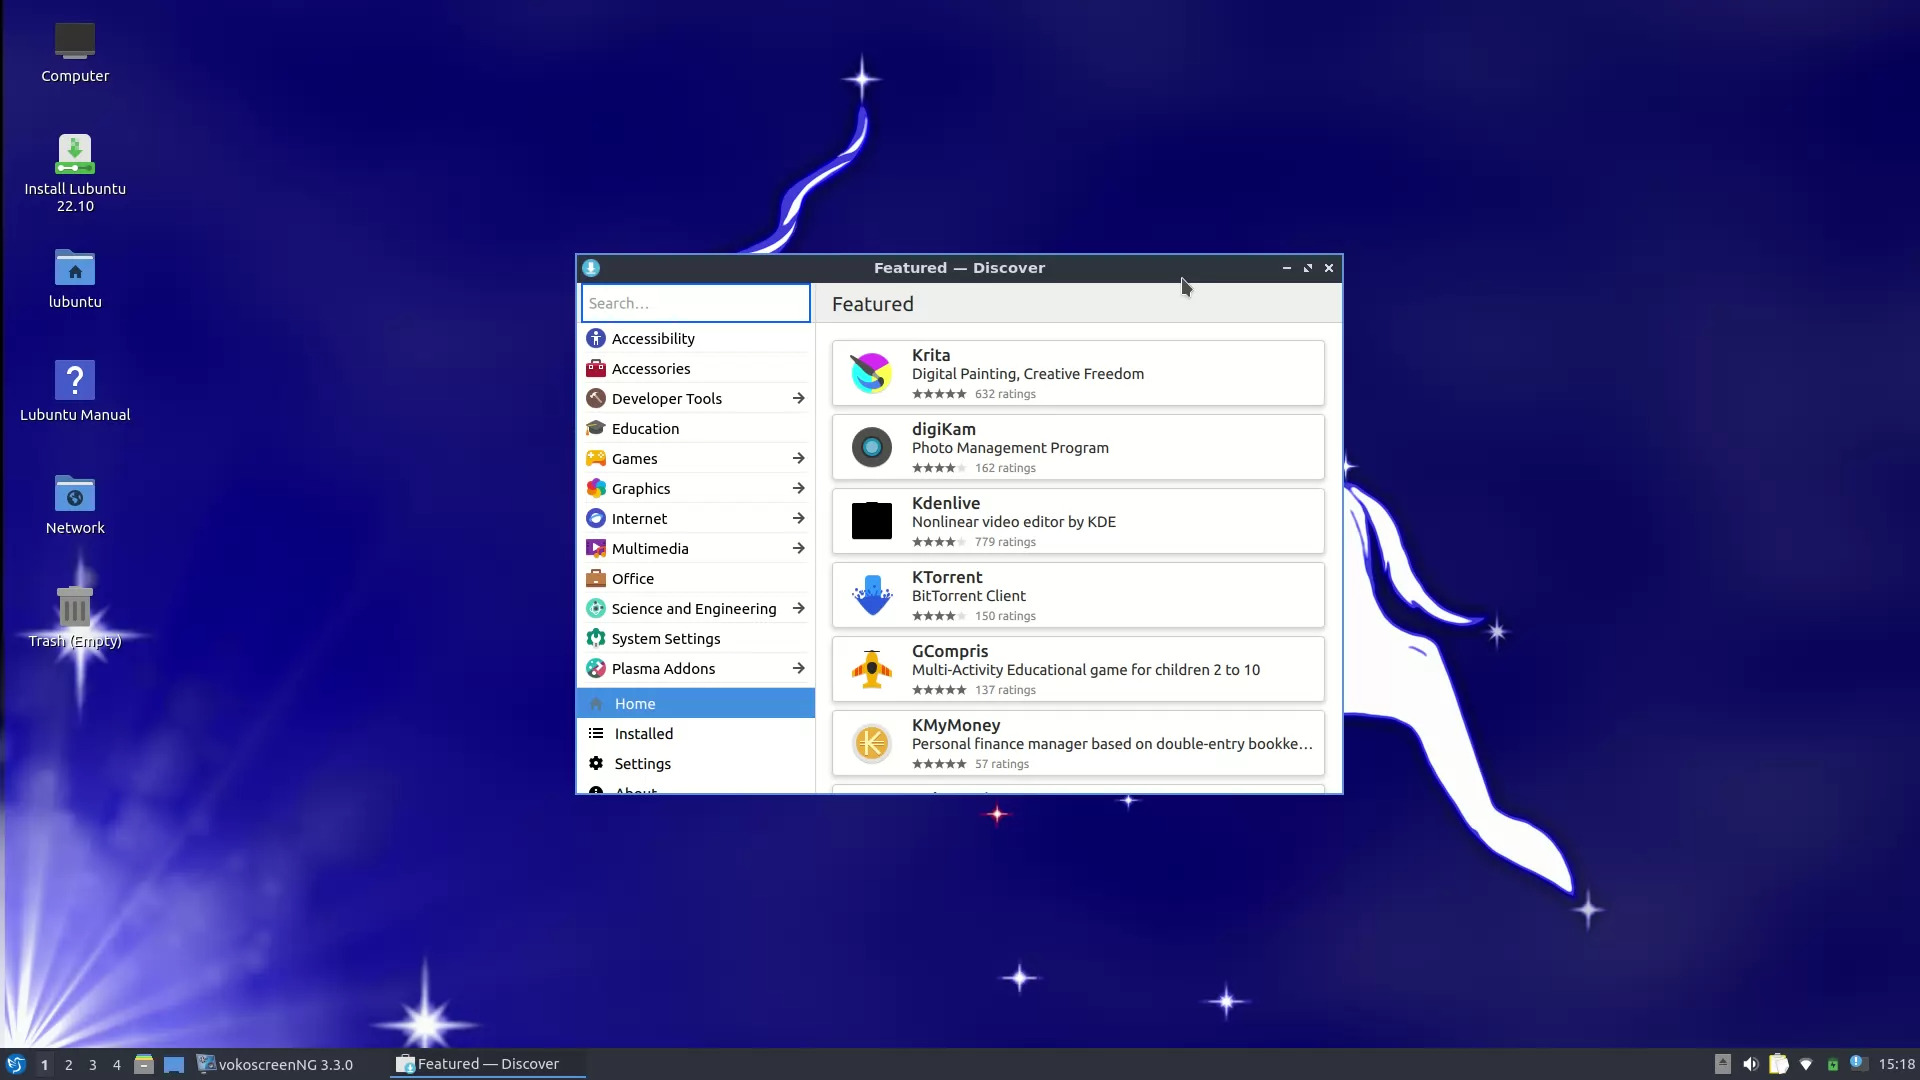 Computer
Install Lubuntu
22.10
lubuntu
Lubuntu Manual
Network
Trash (Empty)
Featured — Discover
Search...
Accessibility
Accessories
Developer Tools
Education
Games
Graphics
Internet
Multimedia
Office
Science and Engineering
System Settings
Plasma Addons
Home
Installed
Settings
About
Featured
Krita
Digital Painting, Creative Freedom
632 ratings
digiKam
Photo Management Program
162 ratings
Kdenlive
Nonlinear video editor by KDE
779 ratings
KTorrent
BitTorrent Client
150 ratings
GCompris
Multi-Activity Educational game for children 2 to 10
137 ratings
KMyMoney
Personal finance manager based on double-entry bookke...
57 ratings
1 2 3 4 vokoscreenNG 3.3.0 Featured — Discover 15:18